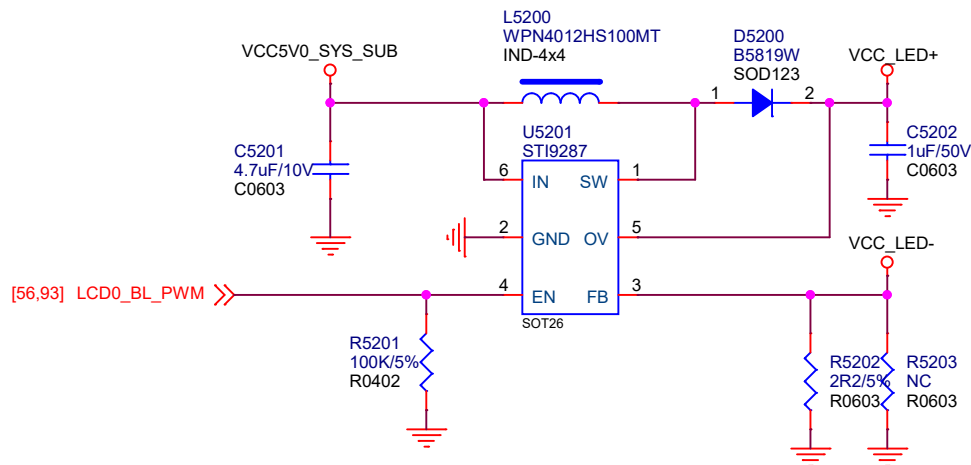 L5200
WPN4012HS100MT
IND-4x4
D5200
B5819W
SOD123
VCC5V0_SYS_SUB
VCC_LED+
1
2
U5201
STI9287
C5201
4.7uF/10V
C0603
C5202
1uF/50V
C0603
6
IN
SW
1
2
GND
OV
5
VCC_LED-
[56,93] LCD0_BL_PWM
4
EN
FB
3
SOT26
R5201
100K/5%
R0402
R5202
2R2/5%
R0603
R5203
NC
R0603